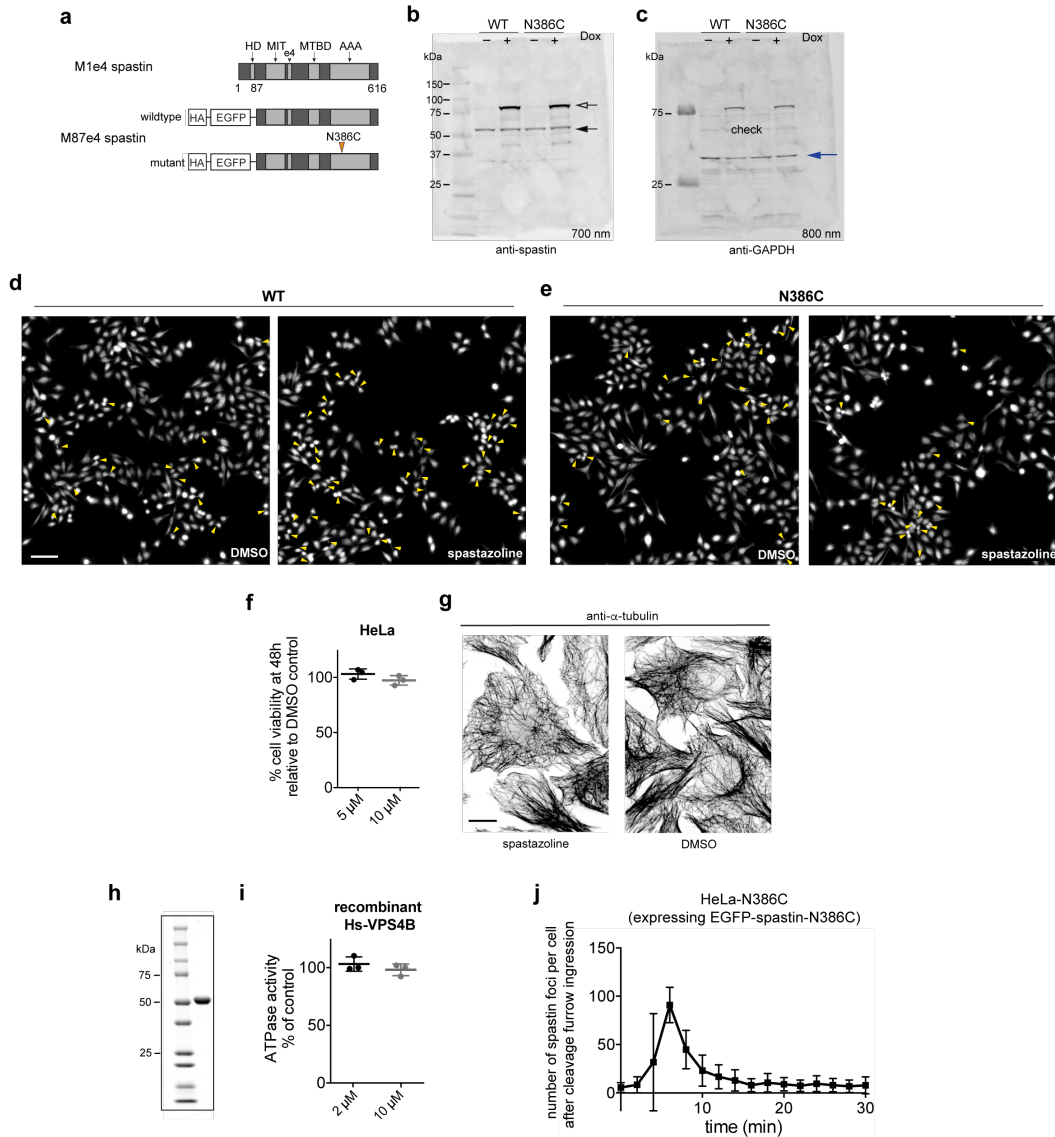 a
HD MIT e4 MTBD AAA
M1e4 spastin
1 87 616
wildtype HA EGFP
M87e4 spastin
N386C
mutant HA EGFP
b
WT N386C
– + – + Dox
kDa
150
100
75
50
37
25
700 nm
anti-spastin
c
WT N386C
– + – + Dox
kDa
75
check
25
800 nm
anti-GAPDH
d
WT
DMSO
spastazoline
e
N386C
DMSO
spastazoline
f
HeLa
% cell viability at 48h
relative to DMSO control
100
50
0
5 µM
10 µM
g
anti-α-tubulin
spastazoline
DMSO
h
kDa
75
50
25
i
recombinant
Hs-VPS4B
ATPase activity
% of control
100
50
0
2 µM
10 µM
j
HeLa-N386C
(expressing EGFP-spastin-N386C)
number of spastin foci per cell
after cleavage furrow ingression
150
100
50
0
10 20 30
time (min)